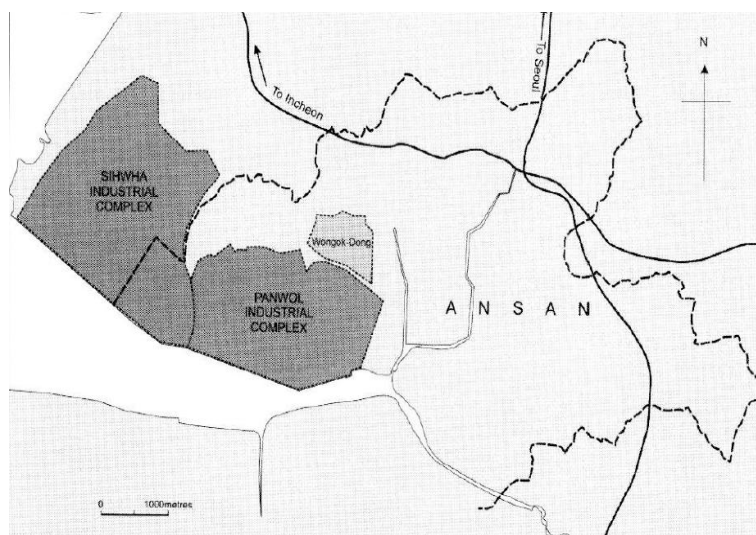 To Seoul
N
To Incheon
SIHWHA
INDUSTRIAL
COMPLEX
Wongok-Dong
PANWOL
INDUSTRIAL
COMPLEX
A N S A N
0 1000metres